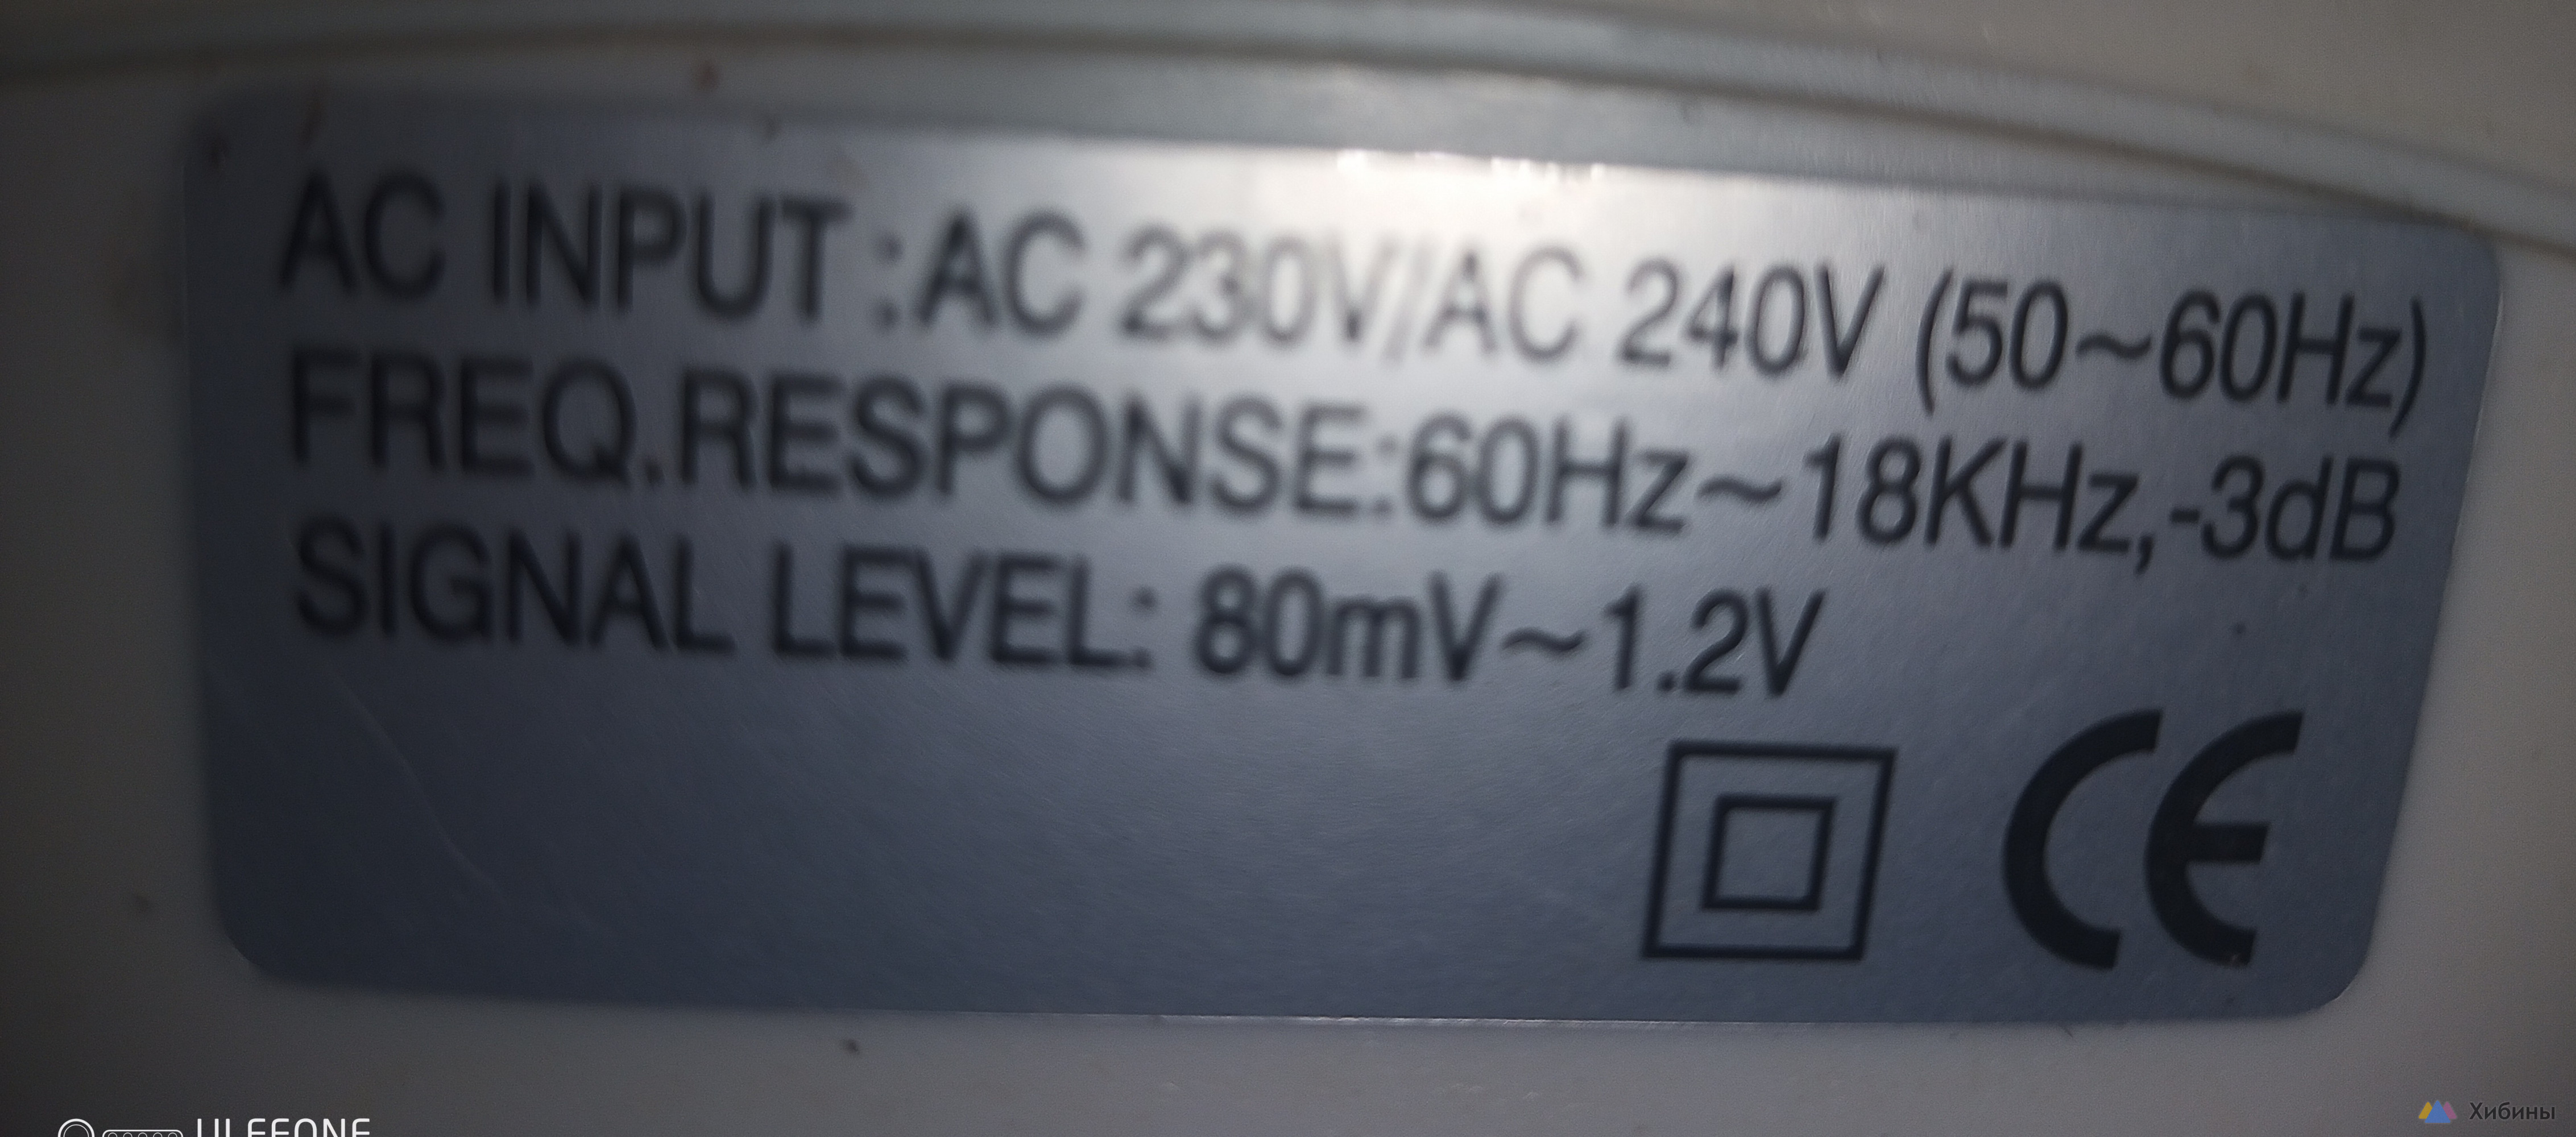 AC INPUT :AC 230V/AC 240V (50~60Hz)
FREQ.RESPONSE:60Hz~18KHz,-3dB
SIGNAL LEVEL: 80mV~1.2V
CE
ULEFONE
Хибины